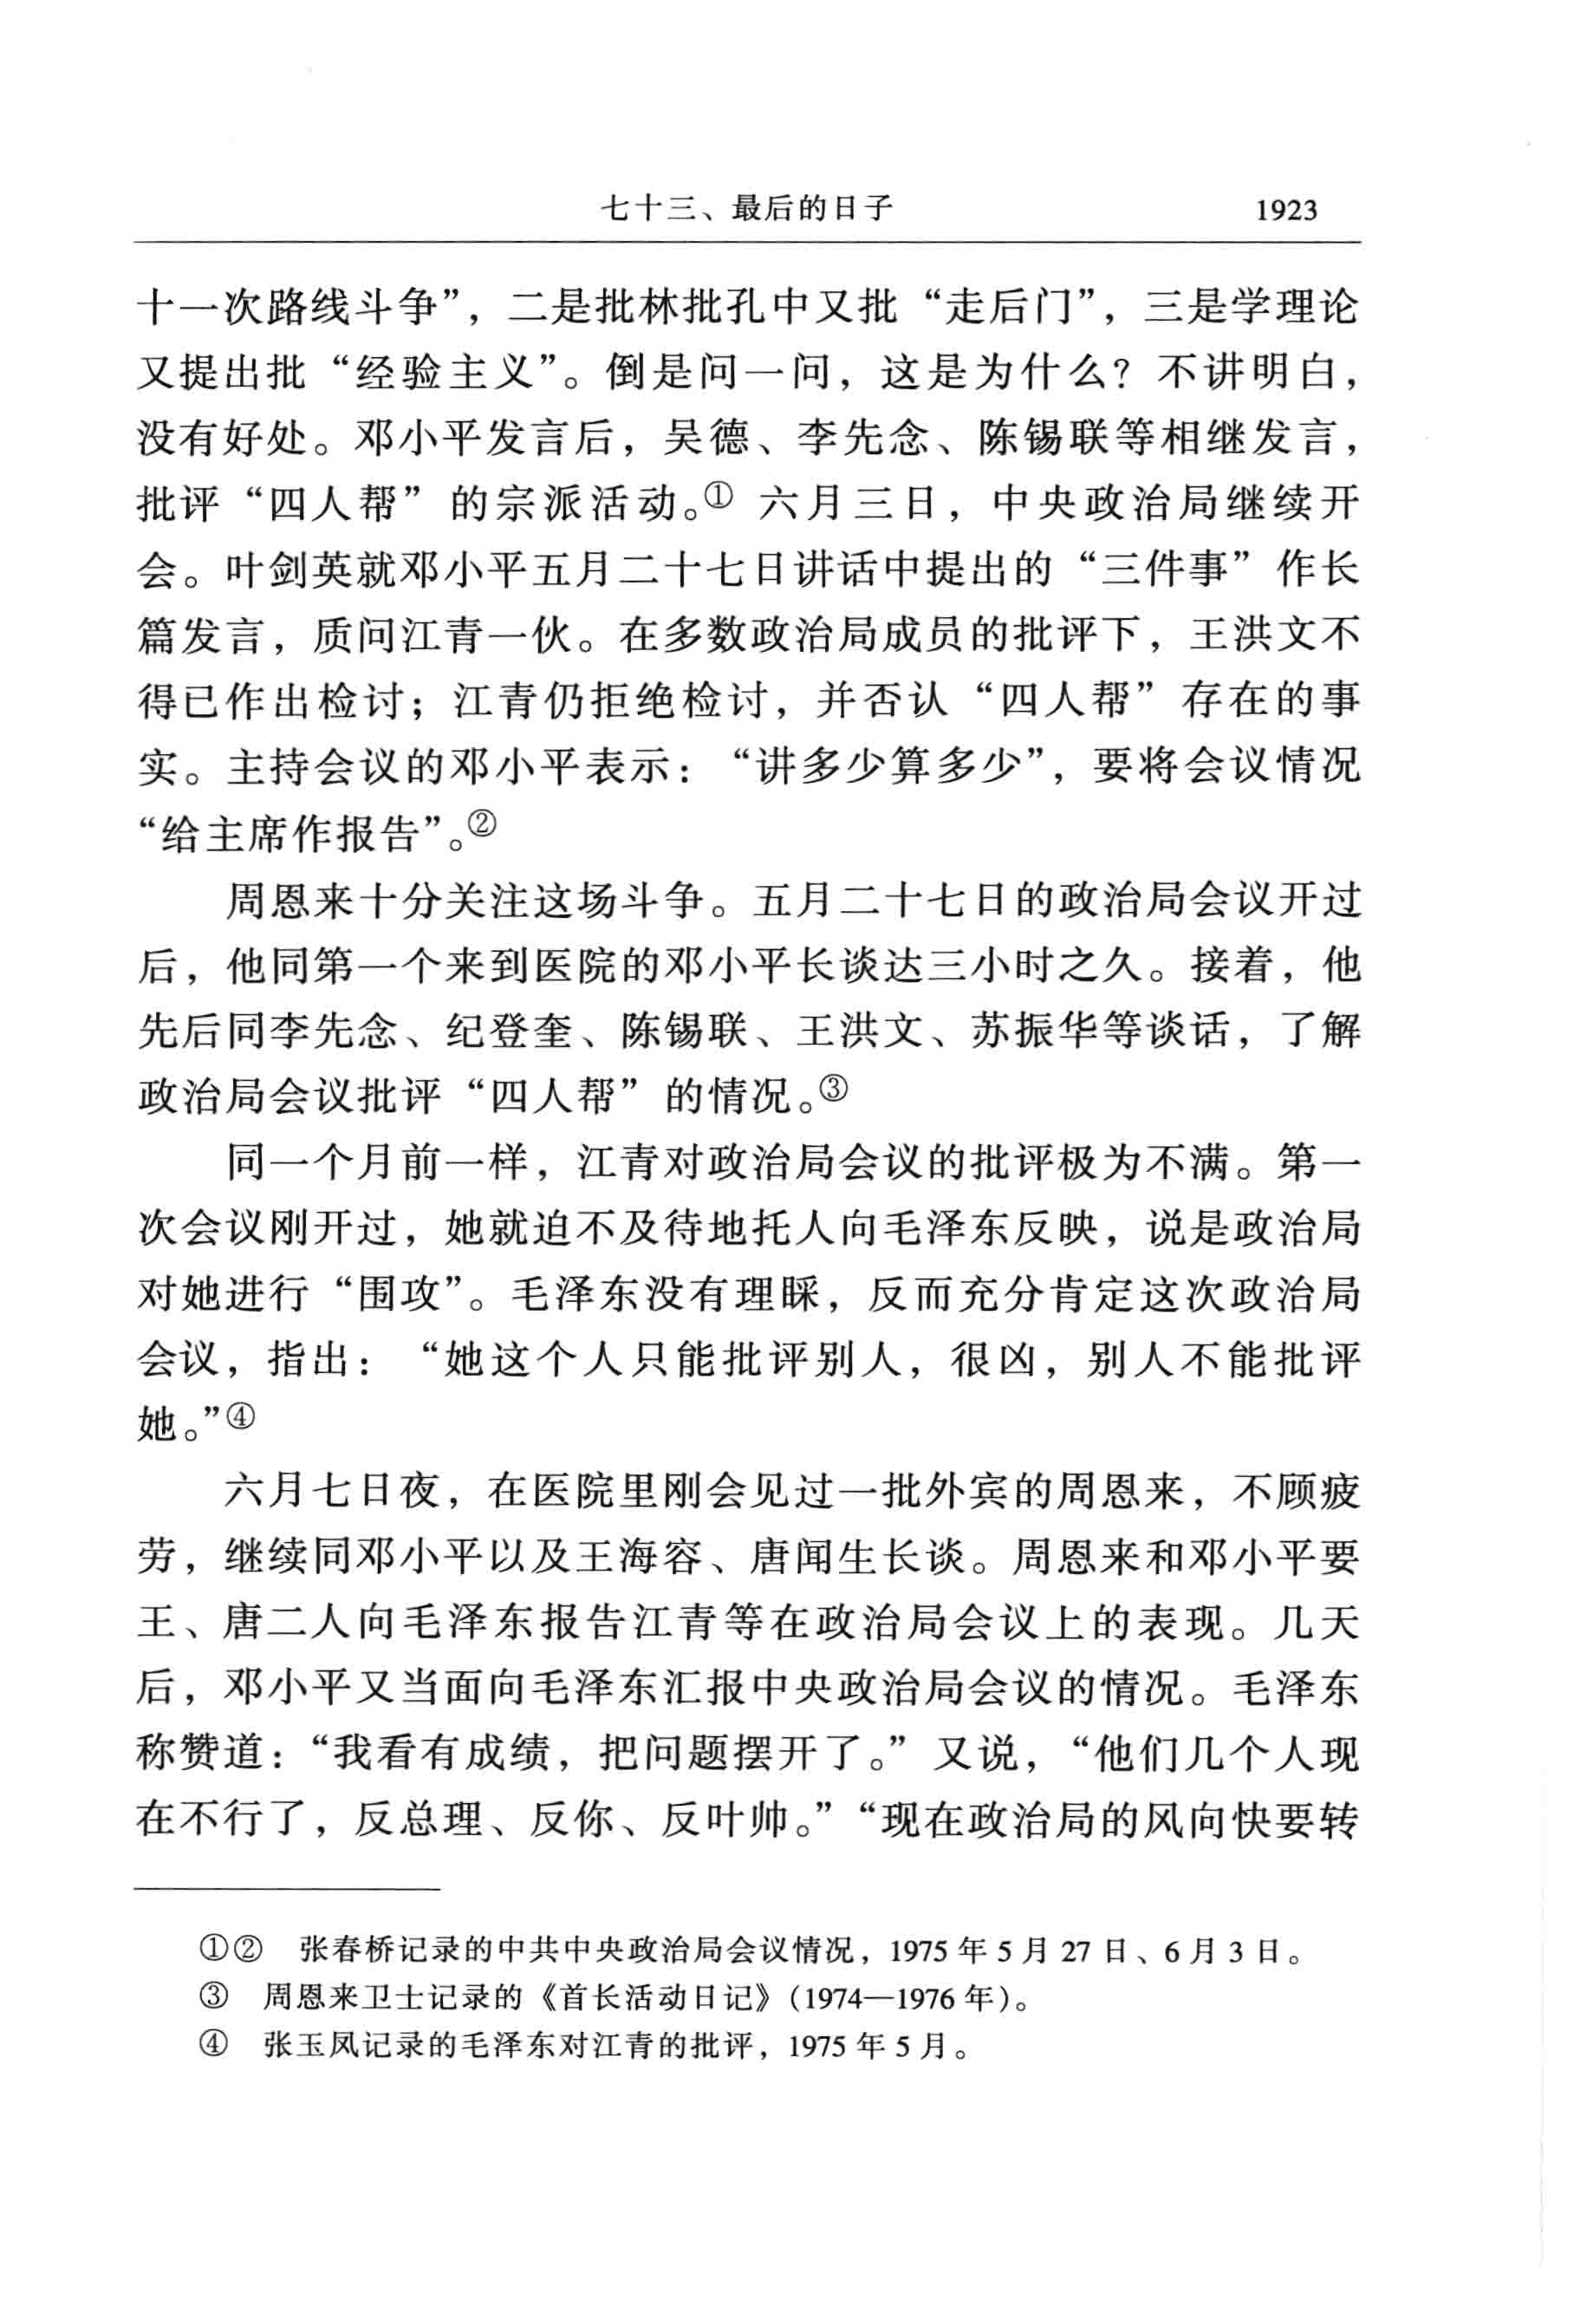 七十三、最后的日子 1923
十一次路线斗争”，二是批林批孔中又批“走后门”，三是学理论
又提出批“经验主义”。倒是问一问，这是为什么？不讲明白，
没有好处。邓小平发言后，吴德、李先念、陈锡联等相继发言，
批评“四人帮”的宗派活动。① 六月三日，中央政治局继续开
会。叶剑英就邓小平五月二十七日讲话中提出的“三件事”作长
篇发言，质问江青一伙。在多数政治局成员的批评下，王洪文不
得已作出检讨；江青仍拒绝检讨，并否认“四人帮”存在的事
实。主持会议的邓小平表示：“讲多少算多少”，要将会议情况
“给主席作报告”。②
周恩来十分关注这场斗争。五月二十七日的政治局会议开过
后，他同第一个来到医院的邓小平长谈达三小时之久。接着，他
先后同李先念、纪登奎、陈锡联、王洪文、苏振华等谈话，了解
政治局会议批评“四人帮”的情况。③
同一个月前一样，江青对政治局会议的批评极为不满。第一
次会议刚开过，她就迫不及待地托人向毛泽东反映，说是政治局
对她进行“围攻”。毛泽东没有理睬，反而充分肯定这次政治局
会议，指出：“她这个人只能批评别人，很凶，别人不能批评
她。”④
六月七日夜，在医院里刚会见过一批外宾的周恩来，不顾疲
劳，继续同邓小平以及王海容、唐闻生长谈。周恩来和邓小平要
王、唐二人向毛泽东报告江青等在政治局会议上的表现。几天
后，邓小平又当面向毛泽东汇报中央政治局会议的情况。毛泽东
称赞道：“我看有成绩，把问题摆开了。”又说，“他们几个人现
在不行了，反总理、反你、反叶帅。”“现在政治局的风向快要转
①② 张春桥记录的中共中央政治局会议情况，1975 年 5 月 27 日、6 月 3 日。
③ 周恩来卫士记录的《首长活动日记》（1974—1976 年）。
④ 张玉凤记录的毛泽东对江青的批评，1975 年 5 月。